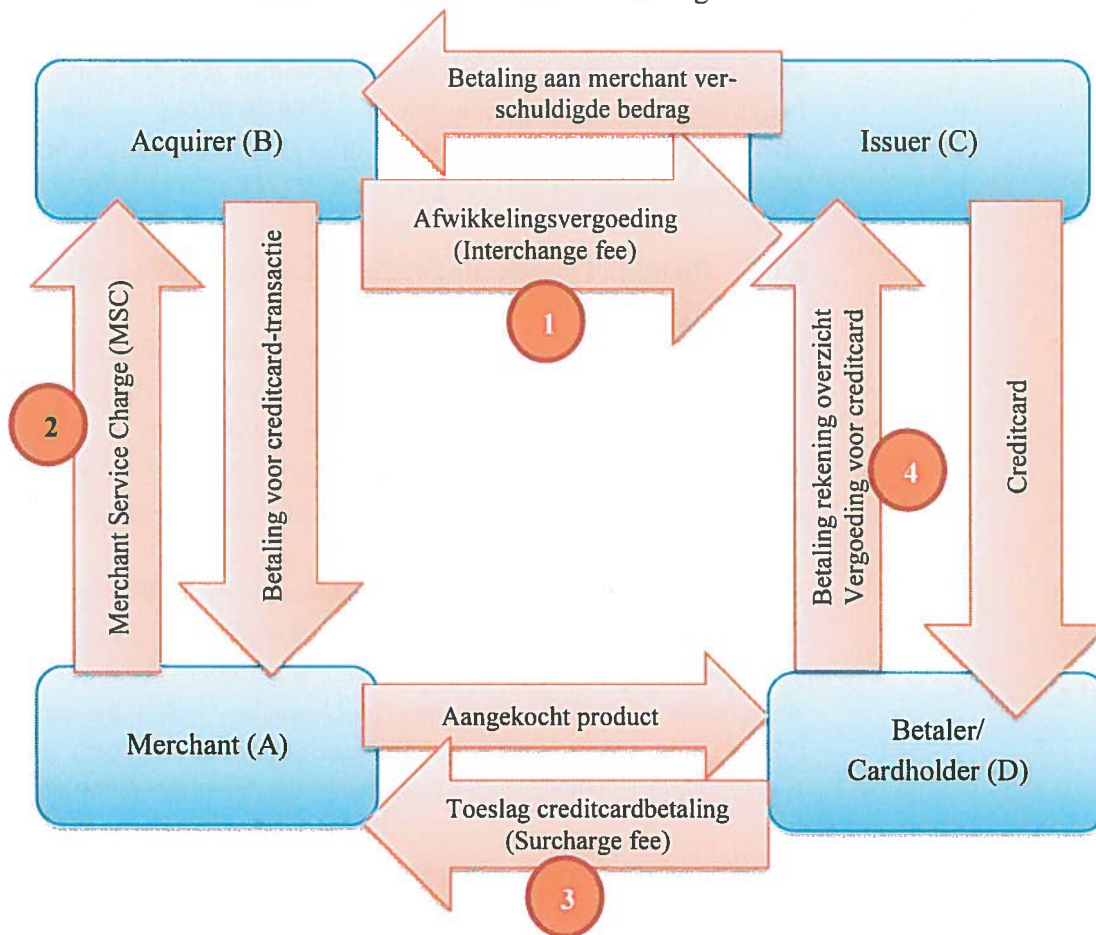 Betaling aan merchant ver-
schuldigde bedrag
Acquirer (B)
Issuer (C)
Afwikkelingsvergoeding
(Interchange fee)
1
Merchant Service Charge (MSC)
2
Betaling voor creditcard-transactie
Betaling rekening overzicht
Vergoeding voor creditcard
4
Creditcard
Merchant (A)
Aangekocht product
Betaler/
Cardholder (D)
Toeslag creditcardbetaling
(Surcharge fee)
3